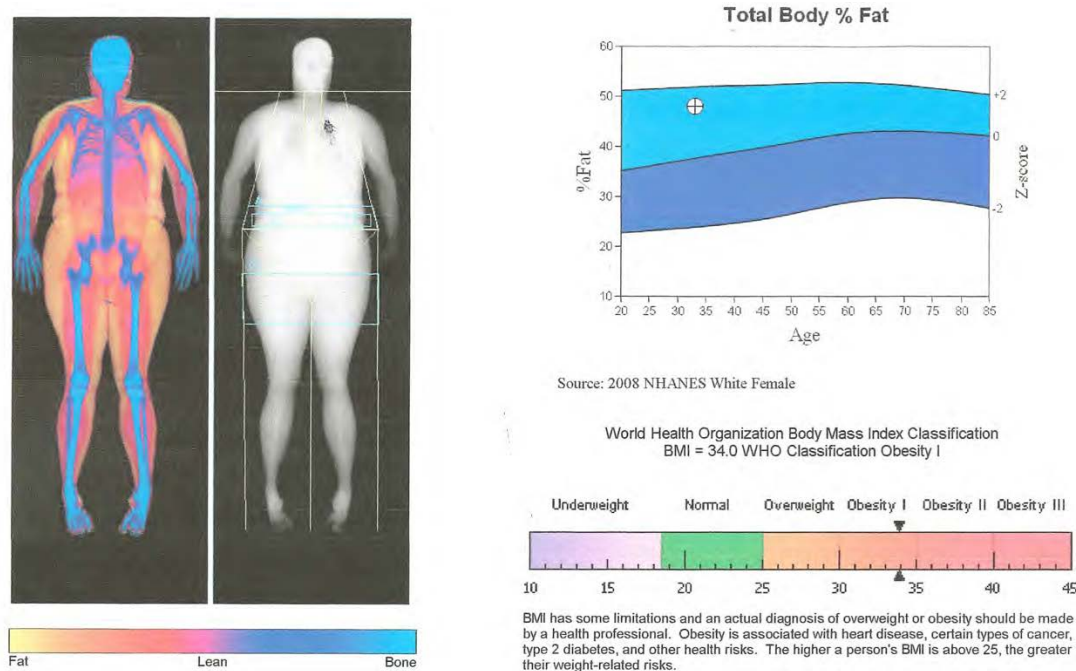 Total Body % Fat
60
50
40
30
20
10
%Fat
+2
0
-2
Z-score
20 25 30 35 40 45 50 55 60 65 70 75 80 85
Age
Source: 2008 NHANES White Female
World Health Organization Body Mass Index Classification
BMI = 34.0 WHO Classification Obesity I
Underweight Normal Overweight Obesity I Obesity II Obesity III
10 15 20 25 30 35 40 45
BMI has some limitations and an actual diagnosis of overweight or obesity should be made
by a health professional. Obesity is associated with heart disease, certain types of cancer,
type 2 diabetes, and other health risks. The higher a person's BMI is above 25, the greater
their weight-related risks.
Fat Lean Bone